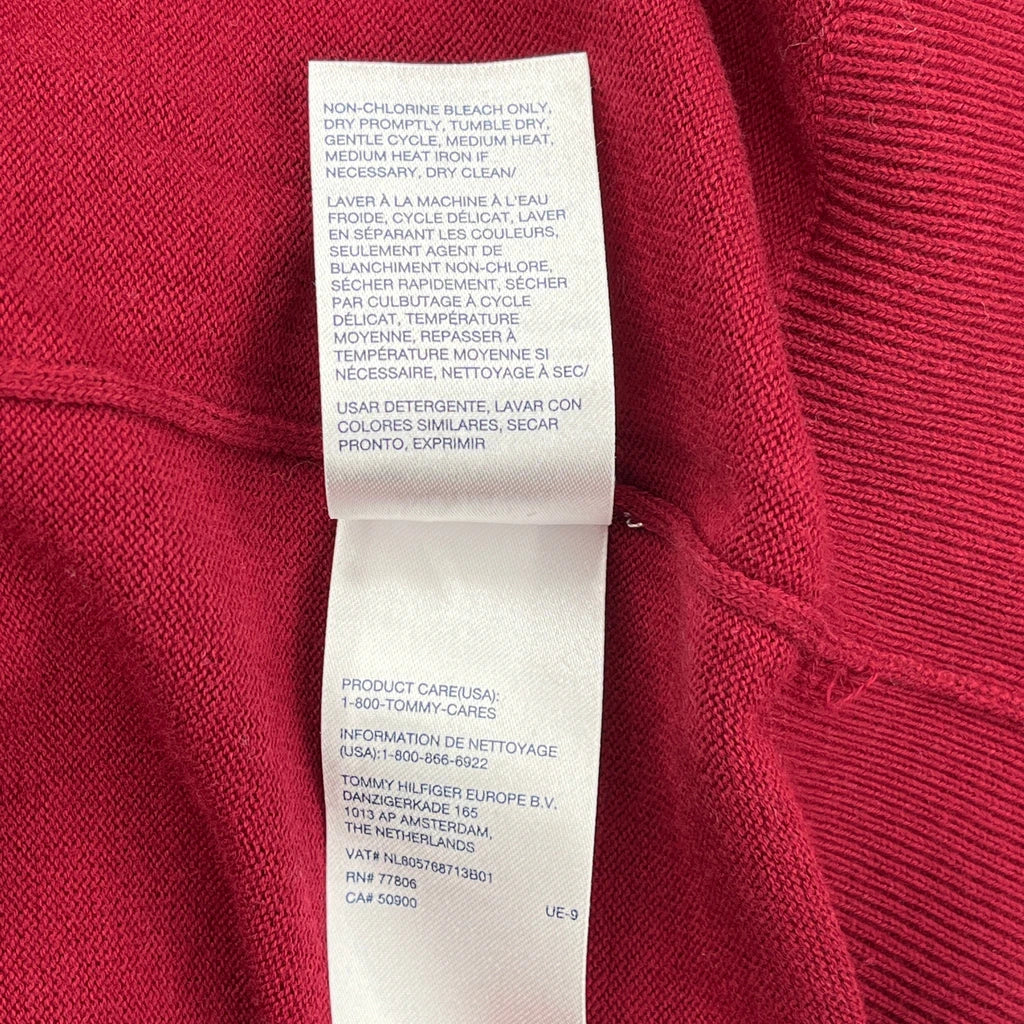 NON-CHLORINE BLEACH ONLY,
DRY PROMPTLY, TUMBLE DRY,
GENTLE CYCLE, MEDIUM HEAT,
MEDIUM HEAT IRON IF
NECESSARY, DRY CLEAN/
LAVER À LA MACHINE À L'EAU
FROIDE, CYCLE DÉLICAT, LAVER
EN SÉPARANT LES COULEURS,
SEULEMENT AGENT DE
BLANCHIMENT NON-CHLORE,
SÉCHER RAPIDEMENT, SÉCHER
PAR CULBUTAGE À CYCLE
DÉLICAT, TEMPÉRATURE
MOYENNE, REPASSER À
TEMPÉRATURE MOYENNE SI
NÉCESSAIRE, NETTOYAGE À SEC/
USAR DETERGENTE, LAVAR CON
COLORES SIMILARES, SECAR
PRONTO, EXPRIMIR
PRODUCT CARE(USA):
1-800-TOMMY-CARES
INFORMATION DE NETTOYAGE
(USA):1-800-866-6922
TOMMY HILFIGER EUROPE B.V.
DANZIGERKADE 165
1013 AP AMSTERDAM,
THE NETHERLANDS
VAT# NL805768713B01
RN# 77806
CA# 50900
UE-9